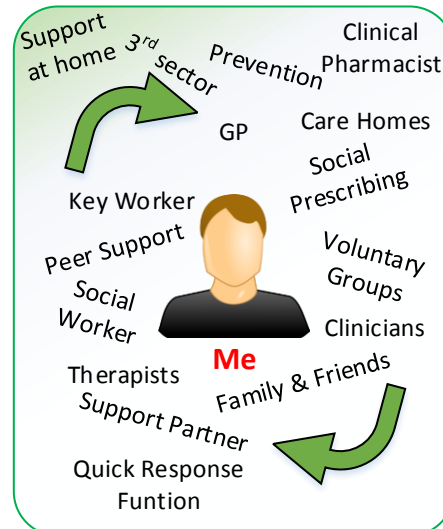 Support
at home 3rd
sector
Prevention
Clinical
Pharmacist
GP
Care Homes
Social
Prescribing
Key Worker
Peer Support
Voluntary
Groups
Social
Worker
Clinicians
Me
Therapists
Family & Friends
Support Partner
Quick Response
Funtion